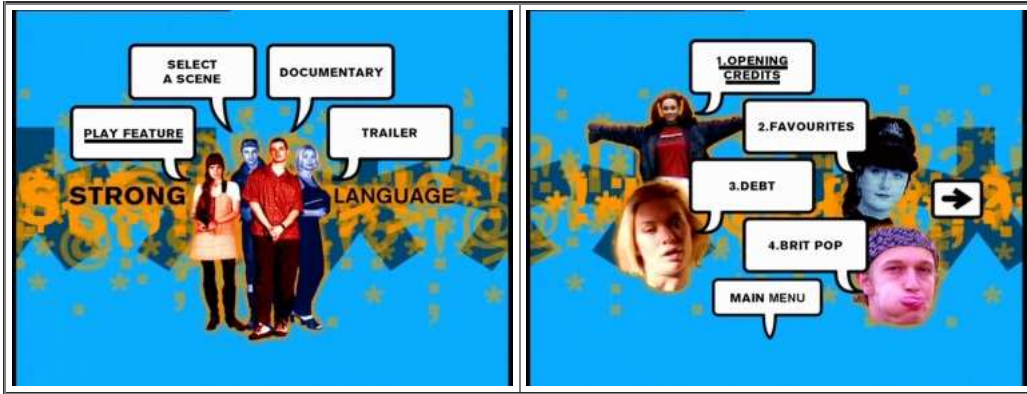 SELECT
A SCENE
DOCUMENTARY
PLAY FEATURE
TRAILER
STRONG
LANGUAGE
1.OPENING
CREDITS
2.FAVOURITES
3.DEBT
4.BRIT POP
MAIN MENU